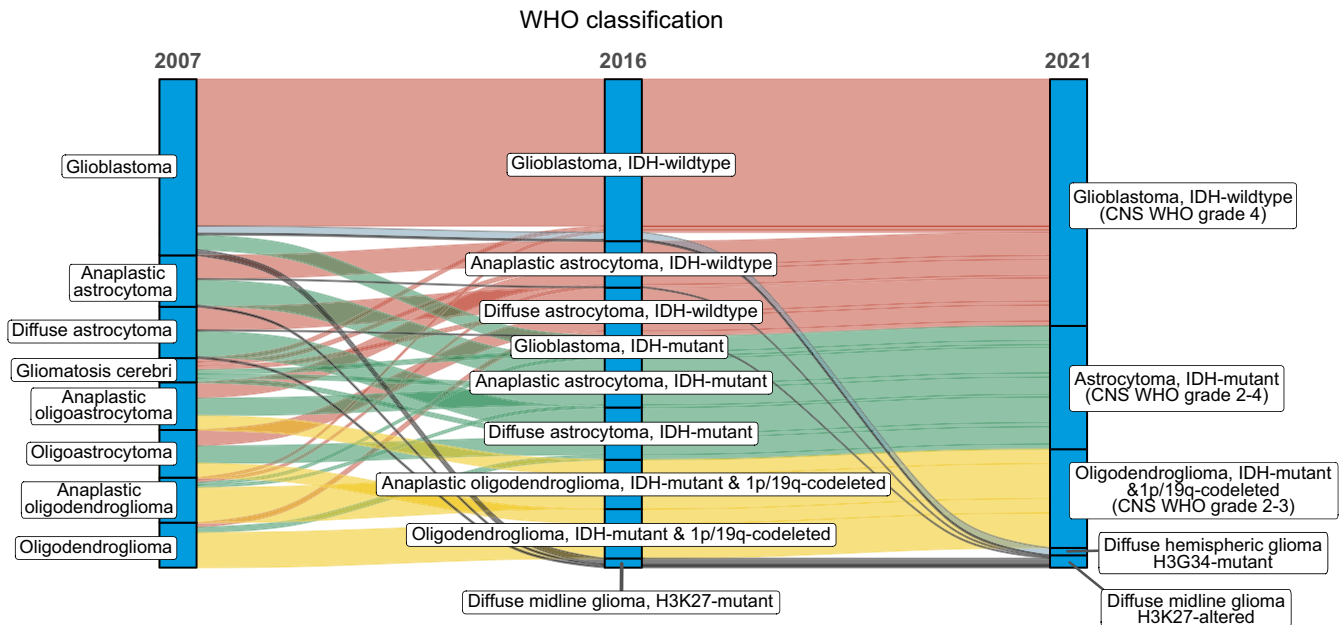 WHO classification
2007
2016
2021
Glioblastoma
Anaplastic
astrocytoma
Diffuse astrocytoma
Gliomatosis cerebri
Anaplastic
oligoastrocytoma
Oligoastrocytoma
Anaplastic
oligodendroglioma
Oligodendroglioma
Glioblastoma, IDH-wildtype
Anaplastic astrocytoma, IDH-wildtype
Diffuse astrocytoma, IDH-wildtype
Glioblastoma, IDH-mutant
Anaplastic astrocytoma, IDH-mutant
Diffuse astrocytoma, IDH-mutant
Anaplastic oligodendroglioma, IDH-mutant & 1p/19q-codeleted
Oligodendroglioma, IDH-mutant & 1p/19q-codeleted
Diffuse midline glioma, H3K27-mutant
Glioblastoma, IDH-wildtype
(CNS WHO grade 4)
Astrocytoma, IDH-mutant
(CNS WHO grade 2-4)
Oligodendroglioma, IDH-mutant
&1p/19q-codeleted
(CNS WHO grade 2-3)
Diffuse hemispheric glioma
H3G34-mutant
Diffuse midline glioma
H3K27-altered